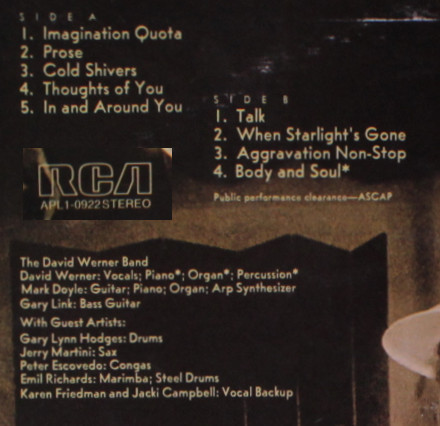 SIDE A
1. Imagination Quota
2. Prose
3. Cold Shivers
4. Thoughts of You
5. In and Around You
SIDE B
1. Talk
2. When Starlight's Gone
3. Aggravation Non-Stop
4. Body and Soul*
Public performance clearance—ASCAP
RCA
APL1-0922 STEREO
The David Werner Band
David Werner: Vocals; Piano*; Organ*; Percussion*
Mark Doyle: Guitar; Piano; Organ; Arp Synthesizer
Gary Link: Bass Guitar
With Guest Artists:
Gary Lynn Hodges: Drums
Jerry Martini: Sax
Peter Escovedo: Congas
Emil Richards: Marimba; Steel Drums
Karen Friedman and Jacki Campbell: Vocal Backup